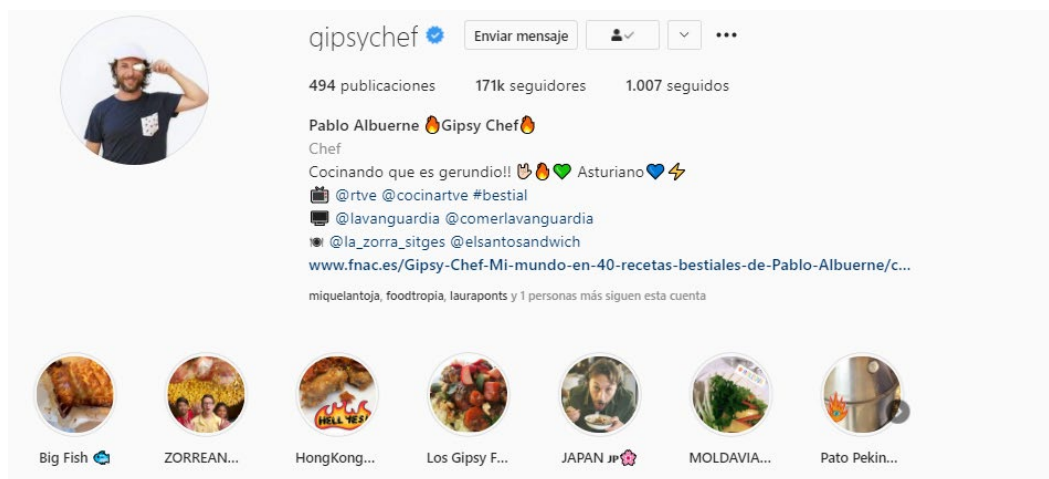 gipsychef
Enviar mensaje
494 publicaciones 171k seguidores 1.007 seguidos
Pablo Albuerne 🔥Gipsy Chef🔥
Chef
Cocinando que es gerundio!! 🤘🔥💚 Asturiano💙⚡
📺 @rtve @cocinartve #bestial
🖥 @lavanguardia @comerlavanguardia
🍽 @la_zorra_sitges @elsantosandwich
www.fnac.es/Gipsy-Chef-Mi-mundo-en-40-recetas-bestiales-de-Pablo-Albuerne/c...
miquelantoja, foodtropia, lauraponts y 1 personas más siguen esta cuenta
HELL YES!
Big Fish 🐟 ZORREAN... HongKong... Los Gipsy F... JAPAN 🇯🇵🌸 MOLDAVIA... Pato Pekin...